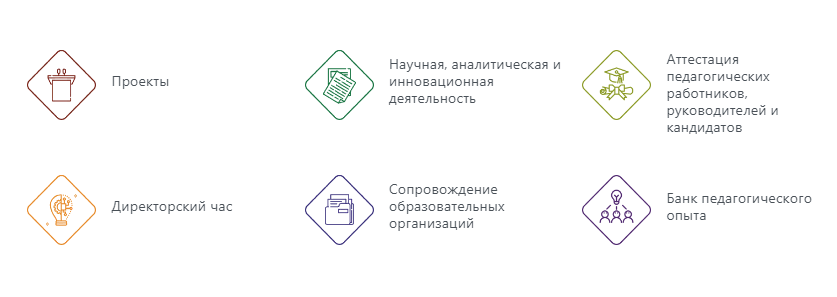 Проекты
Научная, аналитическая и
инновационная
деятельность
Аттестация
педагогических
работников,
руководителей и
кандидатов
Директорский час
Сопровождение
образовательных
организаций
Банк педагогического
опыта